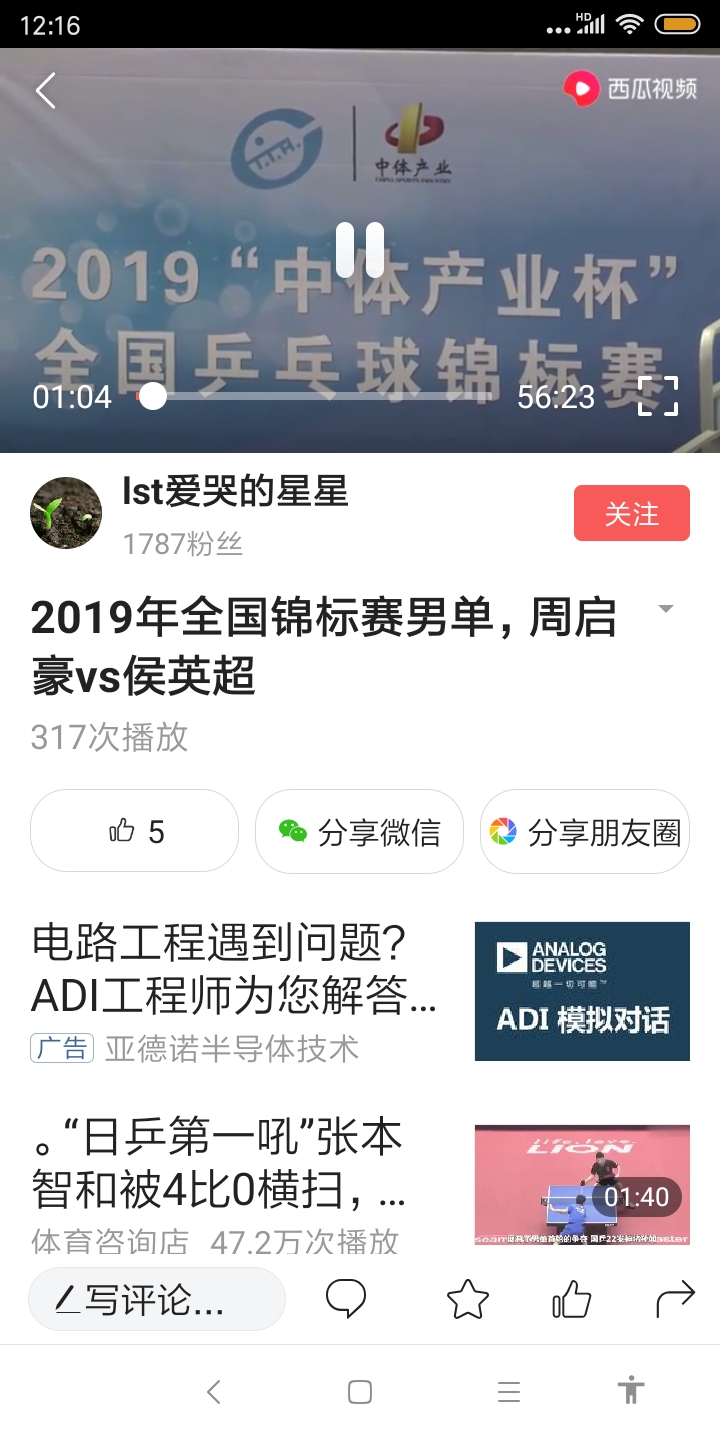 12:16
HD
西瓜视频
T.T.A.
中体产业
CHINA SPORTS INDUSTRY
2019“中体产业杯”
全国乒乓球锦标赛
01:04
56:23
lst爱哭的星星
1787粉丝
关注
2019年全国锦标赛男单，周启
豪vs侯英超
317次播放
5
分享微信
分享朋友圈
电路工程遇到问题？
ADI工程师为您解答...
广告 亚德诺半导体技术
ANALOG
DEVICES
超越一切可能™
ADI 模拟对话
。“日乒第一吼”张本
智和被4比0横扫，...
体育咨询店 47.2万次播放
life.love.
LION
01:40
写评论...